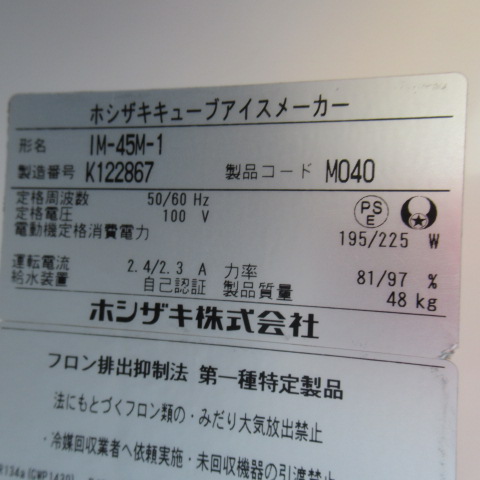 ホシザキキューブアイスメーカー
形名 IM-45M-1
製造番号 K122867 製品コード M040
定格周波数 50/60 Hz
定格電圧 100 V
電動機定格消費電力 195/225 W
PSE
運転電流 2.4/2.3 A 力率 81/97 %
給水装置 自己認証 製品質量 48 kg
ホシザキ株式会社
フロン排出抑制法 第一種特定製品
法にもとづくフロン類の・みだり大気放出禁止
・冷媒回収業者へ依頼実施・未回収機器の引渡禁止
R134a(GWP1430)